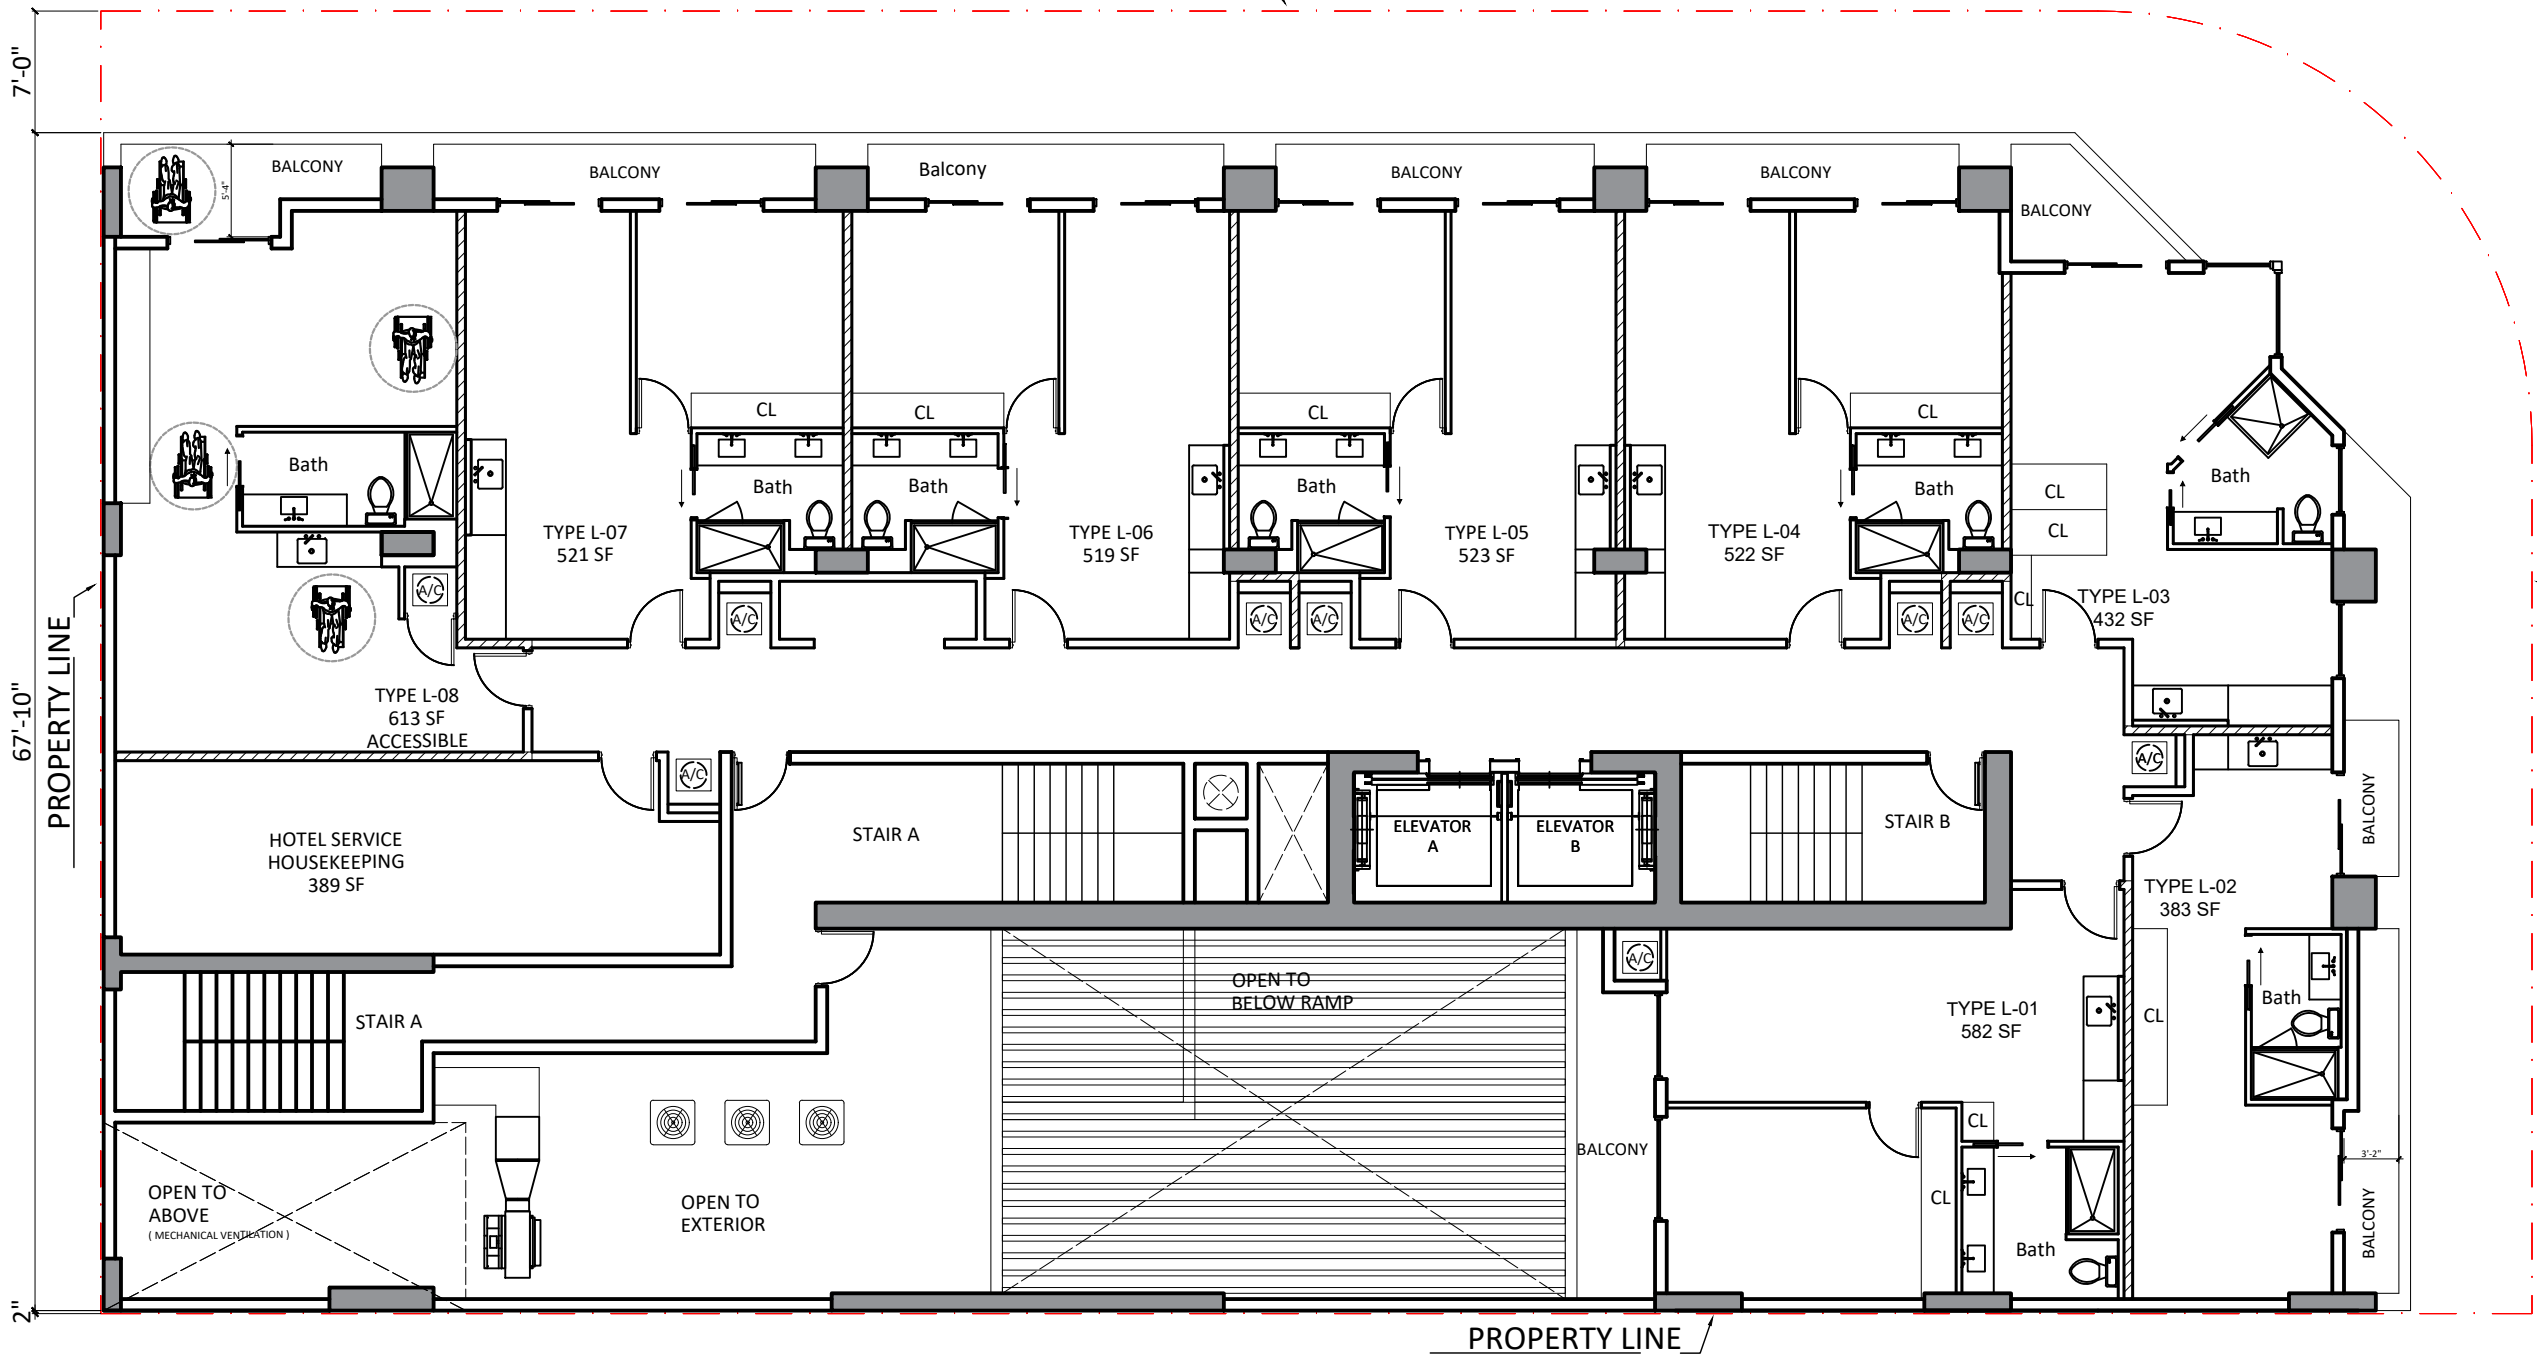 7'-0"
BALCONY
5'-4"
BALCONY
Balcony
BALCONY
BALCONY
BALCONY
CL
CL
CL
CL
Bath
Bath
Bath
Bath
Bath
Bath
CL
CL
CL
TYPE L-07
521 SF
TYPE L-06
519 SF
TYPE L-05
523 SF
TYPE L-04
522 SF
TYPE L-03
432 SF
A/C
A/C
A/C
A/C
A/C
A/C
PROPERTY LINE
67'-10"
TYPE L-08
613 SF
ACCESSIBLE
A/C
A/C
HOTEL SERVICE
HOUSEKEEPING
389 SF
STAIR A
ELEVATOR
A
ELEVATOR
B
STAIR B
BALCONY
TYPE L-02
383 SF
A/C
OPEN TO
BELOW RAMP
STAIR A
TYPE L-01
582 SF
CL
Bath
CL
BALCONY
3'-2"
OPEN TO
ABOVE
( MECHANICAL VENTILATION )
OPEN TO
EXTERIOR
CL
Bath
BALCONY
2"
PROPERTY LINE